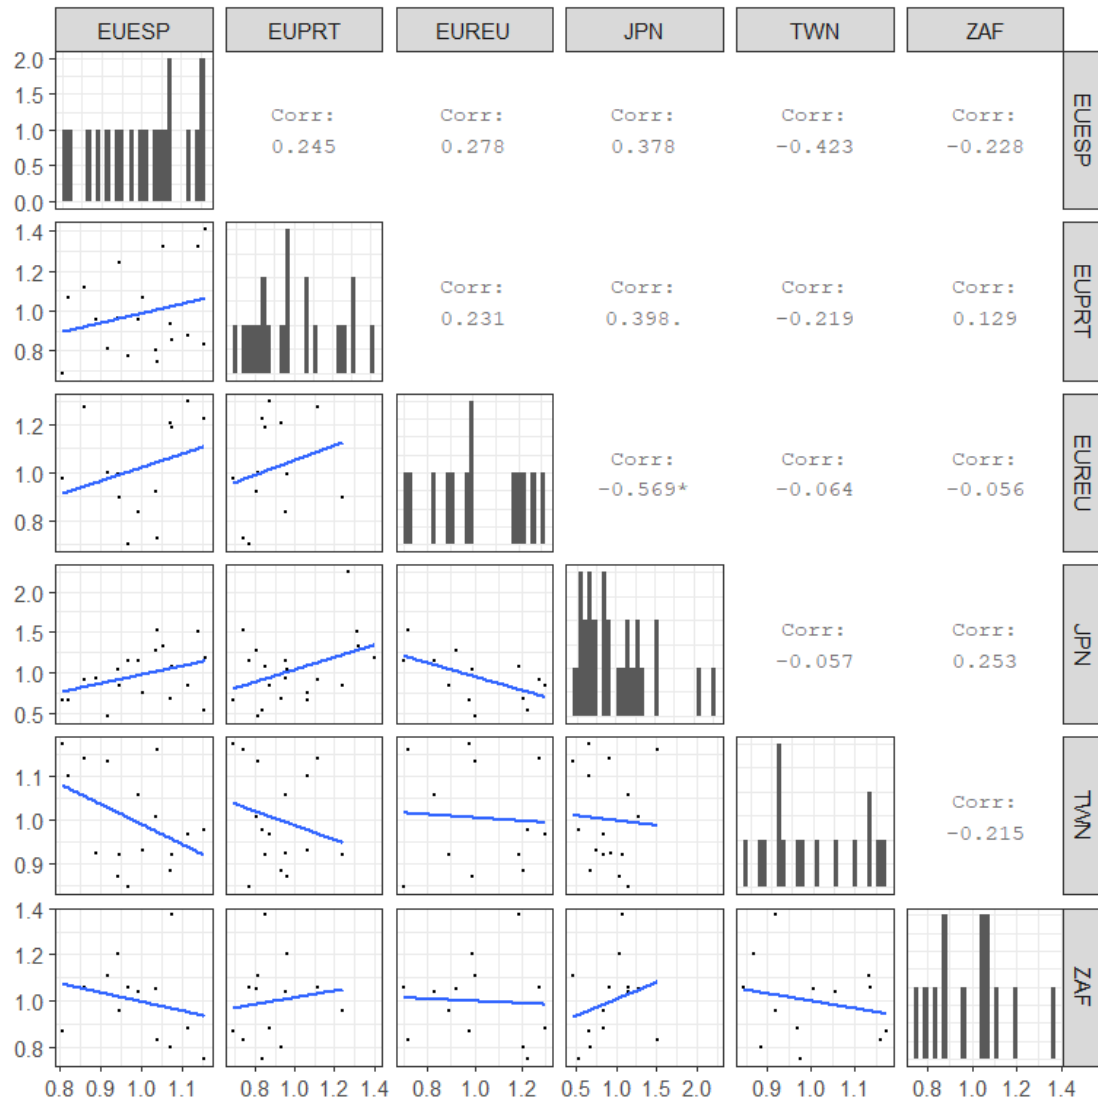 EUESP EUPRT EUREU JPN TWN ZAF
2.0
1.5
1.0
0.5
0.0
Corr: Corr: Corr: Corr: Corr:
0.245 0.278 0.378 -0.423 -0.228
EUESP
1.4
1.2
1.0
0.8
Corr: Corr: Corr: Corr:
0.231 0.398. -0.219 0.129
EUPRT
1.2
1.0
0.8
Corr: Corr: Corr:
-0.569* -0.064 -0.056
EUREU
2.0
1.5
1.0
0.5
Corr: Corr:
-0.057 0.253
JPN
1.1
1.0
0.9
Corr:
-0.215
TWN
1.4
1.2
1.0
0.8
ZAF
0.8 0.9 1.0 1.1 0.8 1.0 1.2 1.4 0.8 1.0 1.2 0.5 1.0 1.5 2.0 0.9 1.0 1.1 0.8 1.0 1.2 1.4